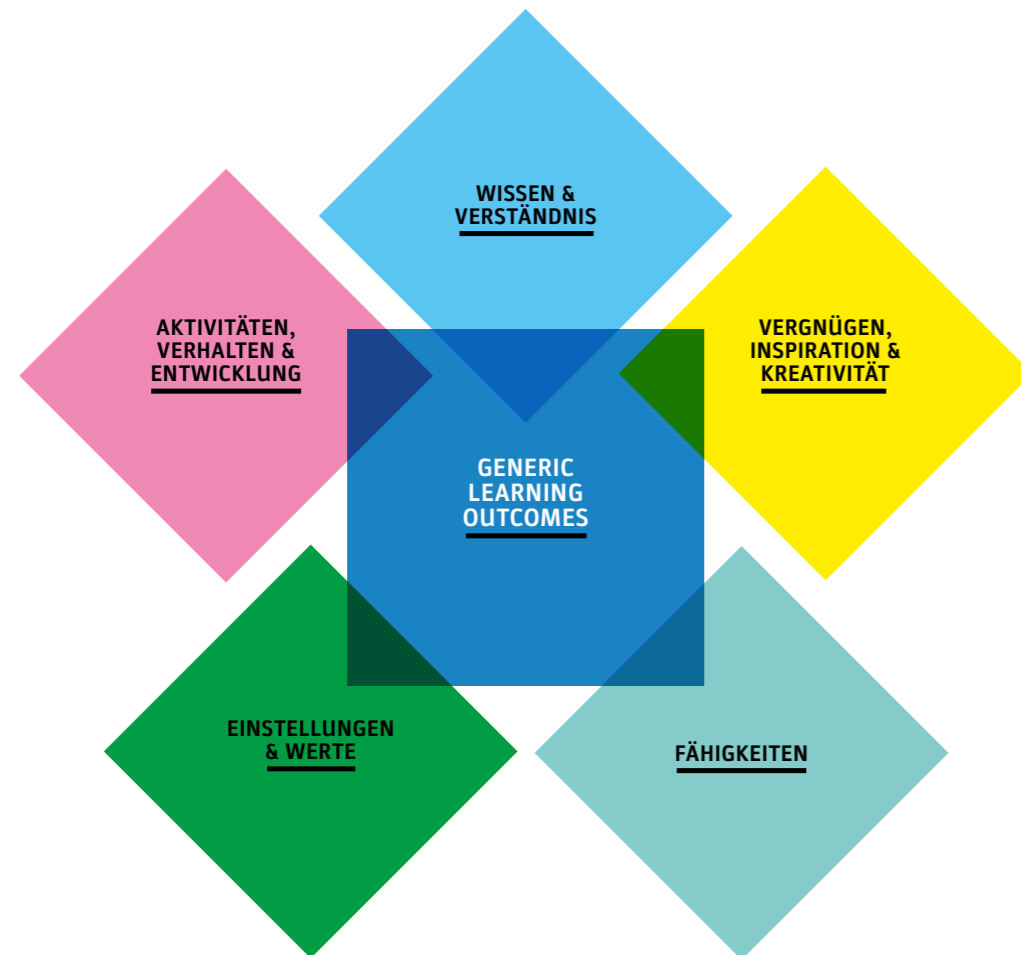 WISSEN &
VERSTÄNDNIS
AKTIVITÄTEN,
VERHALTEN &
ENTWICKLUNG
VERGNÜGEN,
INSPIRATION &
KREATIVITÄT
GENERIC
LEARNING
OUTCOMES
EINSTELLUNGEN
& WERTE
FÄHIGKEITEN